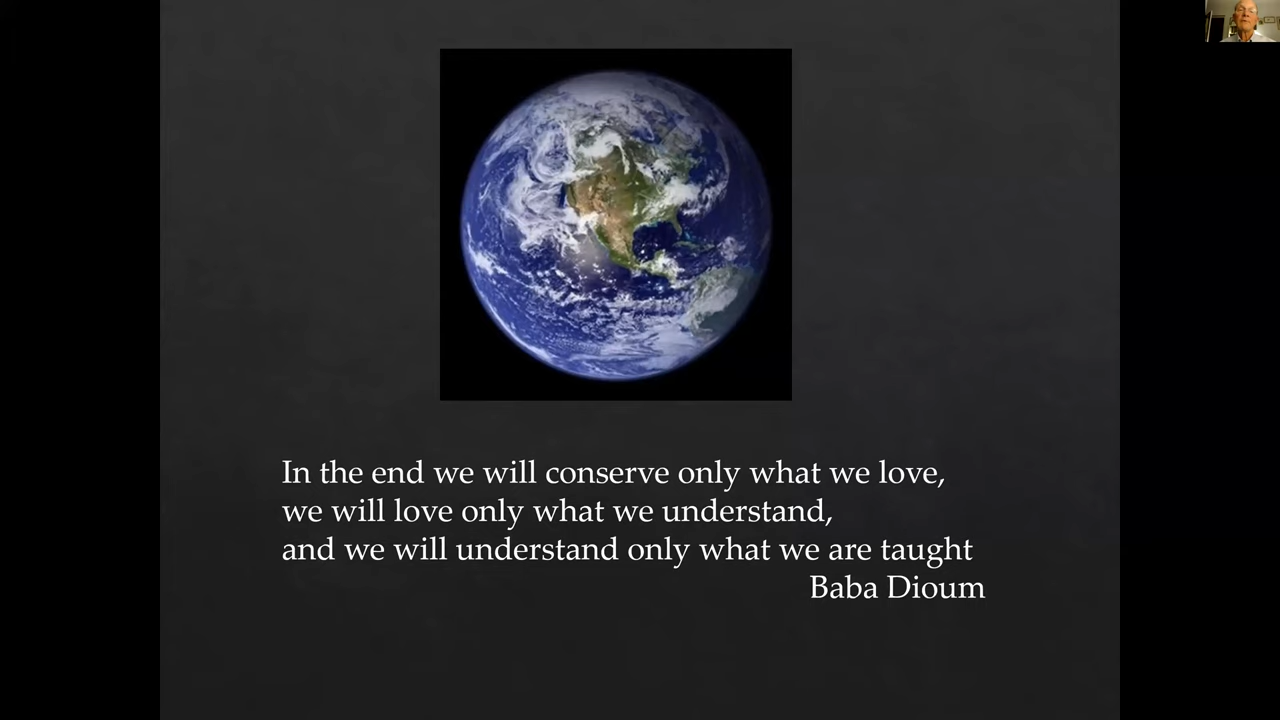 In the end we will conserve only what we love,
we will love only what we understand,
and we will understand only what we are taught
Baba Dioum